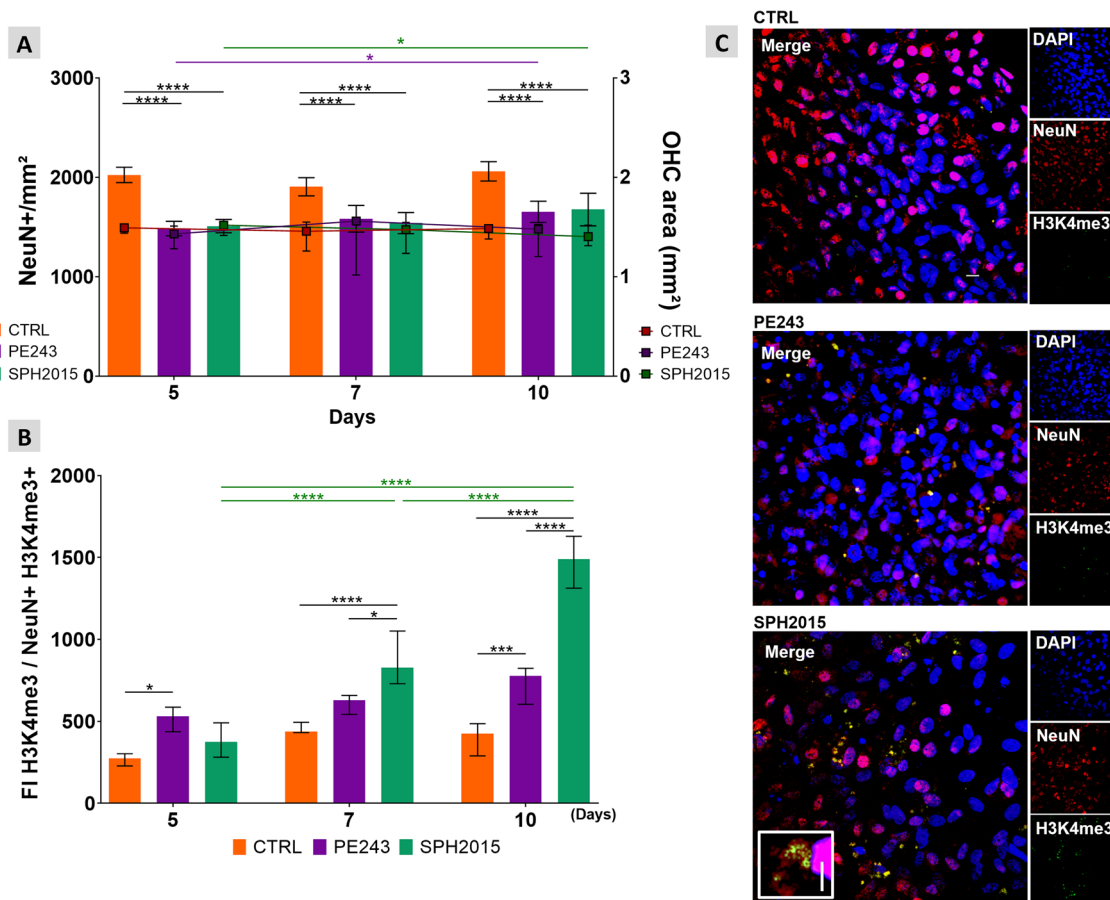 A
*
*
3000
2000
1000
0
NeuN+/mm²
3
2
1
0
OHC area (mm²)
****
****
****
****
****
****
CTRL
PE243
SPH2015
CTRL
PE243
SPH2015
5
7
10
Days
B
2000
1500
1000
500
0
FI H3K4me3 / NeuN+ H3K4me3+
****
****
****
****
****
****
*
***
*
5
7
10
(Days)
CTRL
PE243
SPH2015
C
CTRL
Merge
DAPI
NeuN
H3K4me3
PE243
Merge
DAPI
NeuN
H3K4me3
SPH2015
Merge
DAPI
NeuN
H3K4me3